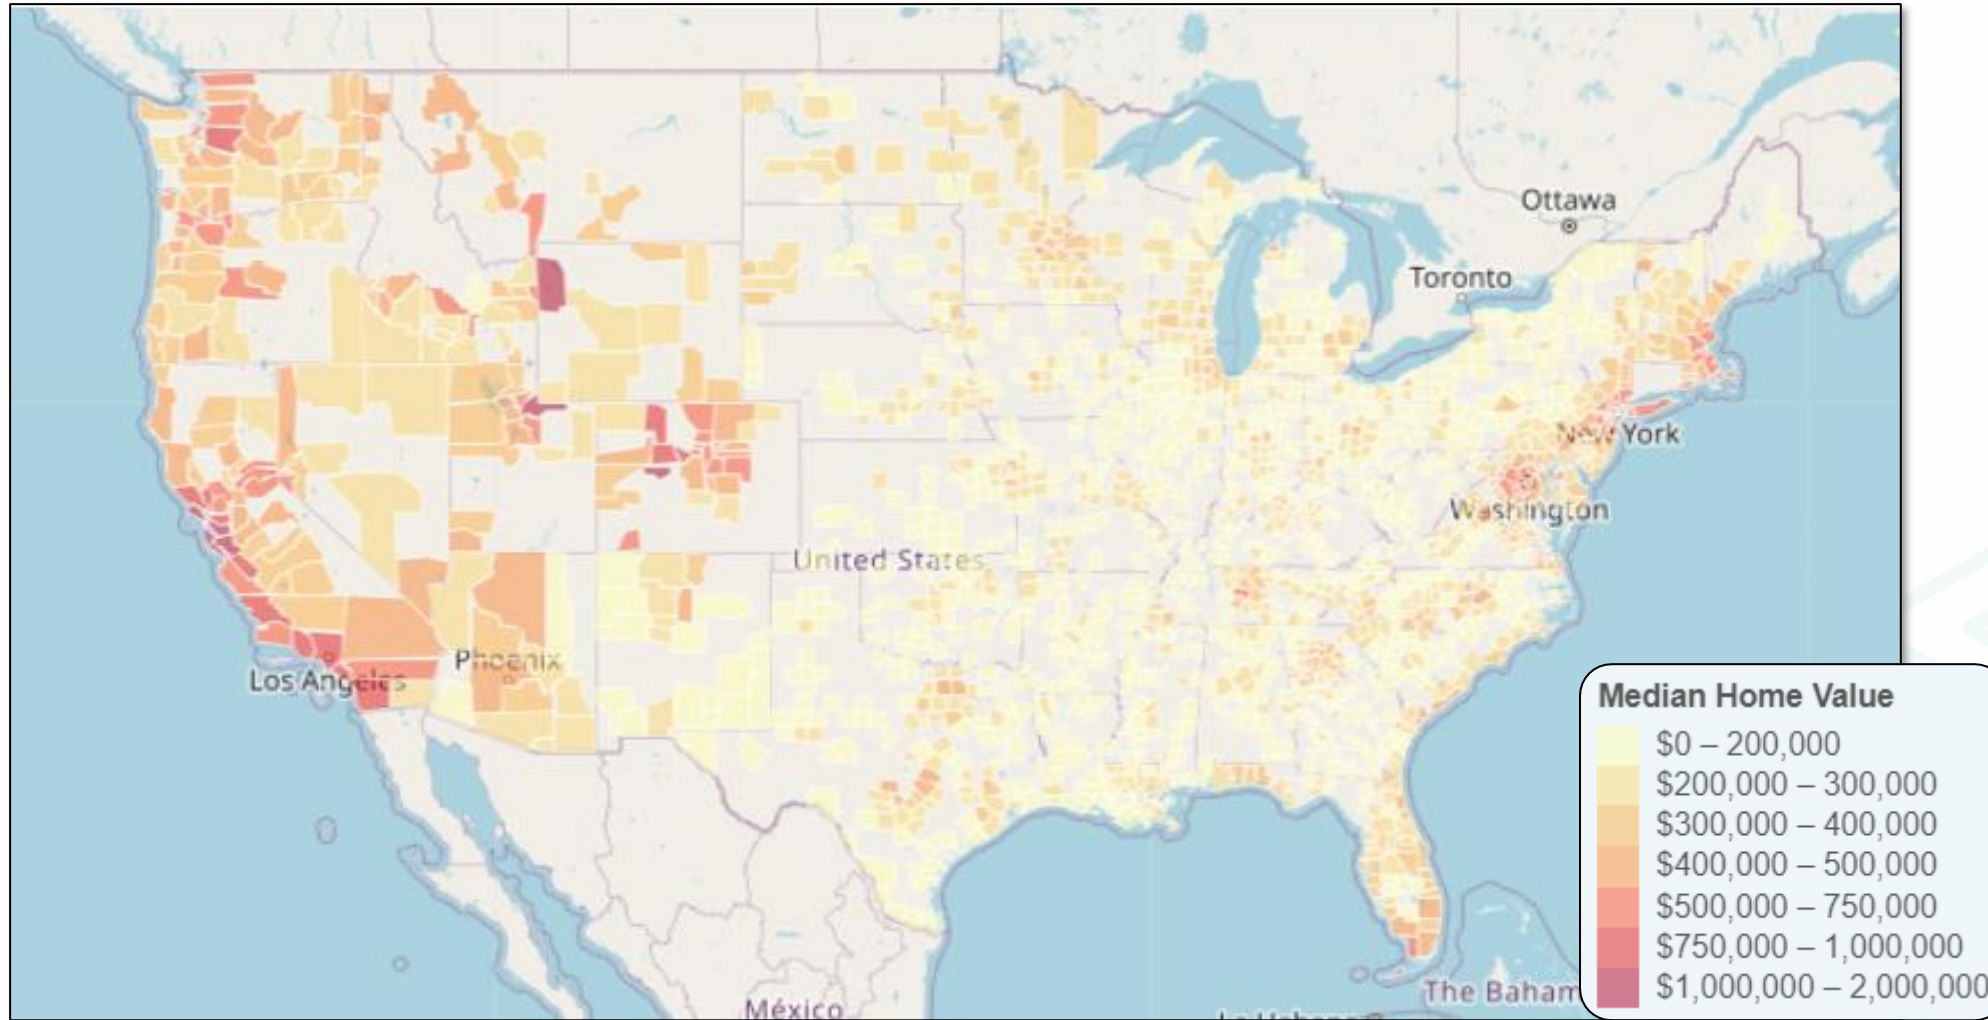 Ottawa
Toronto
New York
Washington
United States
Phoenix
Los Angeles
México
The Baham
La Habana
Median Home Value
$0 – 200,000
$200,000 – 300,000
$300,000 – 400,000
$400,000 – 500,000
$500,000 – 750,000
$750,000 – 1,000,000
$1,000,000 – 2,000,000